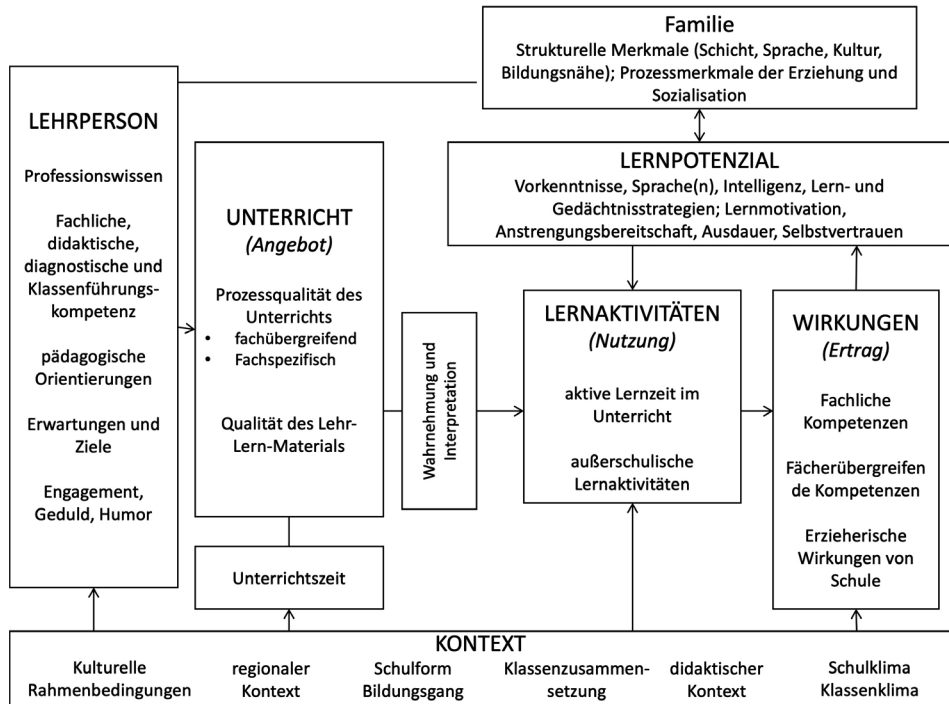 Familie
Strukturelle Merkmale (Schicht, Sprache, Kultur,
Bildungsnähe); Prozessmerkmale der Erziehung und
Sozialisation
LEHRPERSON
Professionswissen
Fachliche,
didaktische,
diagnostische und
Klassenführungs-
kompetenz
pädagogische
Orientierungen
Erwartungen und
Ziele
Engagement,
Geduld, Humor
UNTERRICHT
(Angebot)
Prozessqualität des
Unterrichts
• fachübergreifend
• Fachspezifisch
Qualität des Lehr-
Lern-Materials
Unterrichtszeit
Wahrnehmung und
Interpretation
LERNPOTENZIAL
Vorkenntnisse, Sprache(n), Intelligenz, Lern- und
Gedächtnisstrategien; Lernmotivation,
Anstrengungsbereitschaft, Ausdauer, Selbstvertrauen
LERNAKTIVITÄTEN
(Nutzung)
aktive Lernzeit im
Unterricht
außerschulische
Lernaktivitäten
WIRKUNGEN
(Ertrag)
Fachliche
Kompetenzen
Fächerübergreifen
de Kompetenzen
Erzieherische
Wirkungen von
Schule
KONTEXT
Kulturelle
Rahmenbedingungen
regionaler
Kontext
Schulform
Bildungsgang
Klassenzusammen-
setzung
didaktischer
Kontext
Schulklima
Klassenklima